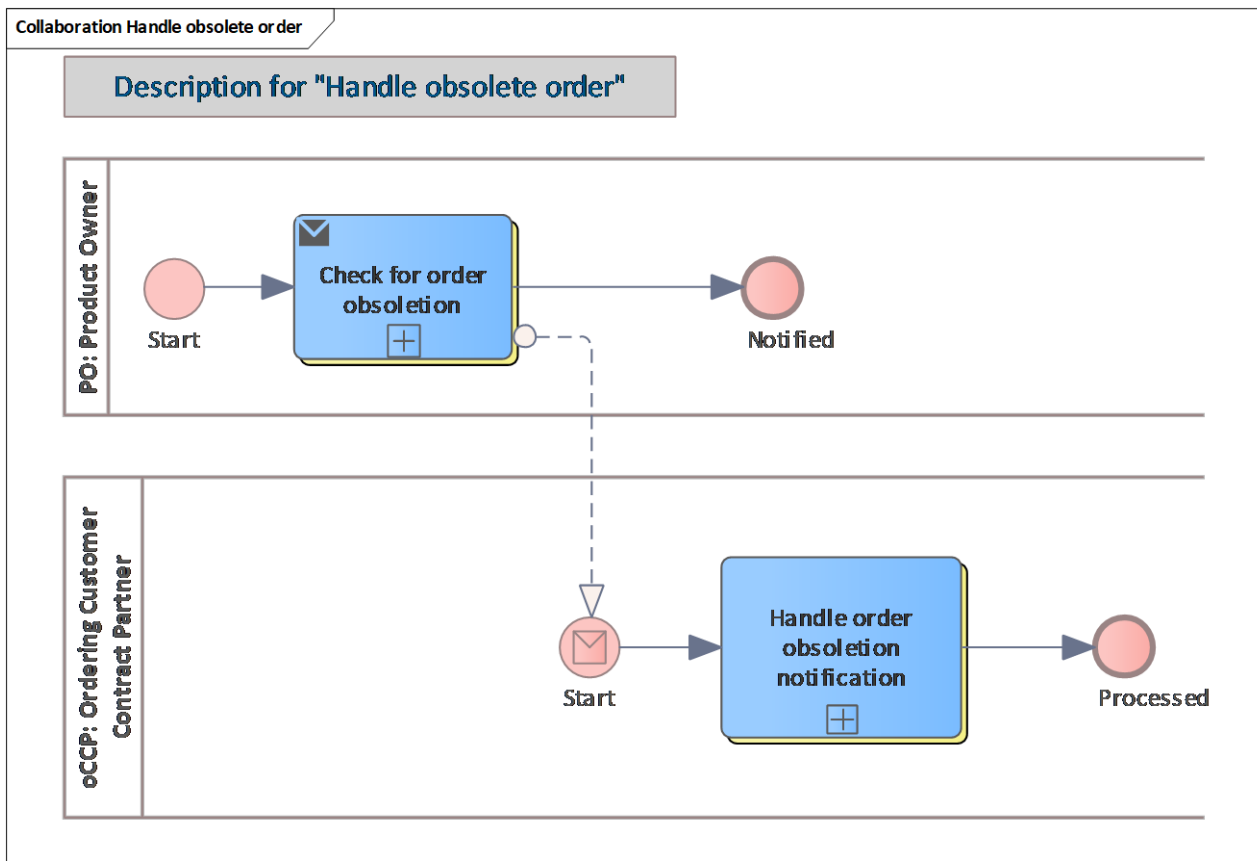 Collaboration Handle obsolete order
Description for "Handle obsolete order"
PO: Product Owner
Start
Check for order
obsoletion
Notified
oCCP: Ordering Customer
Contract Partner
Start
Handle order
obsoletion
notification
Processed